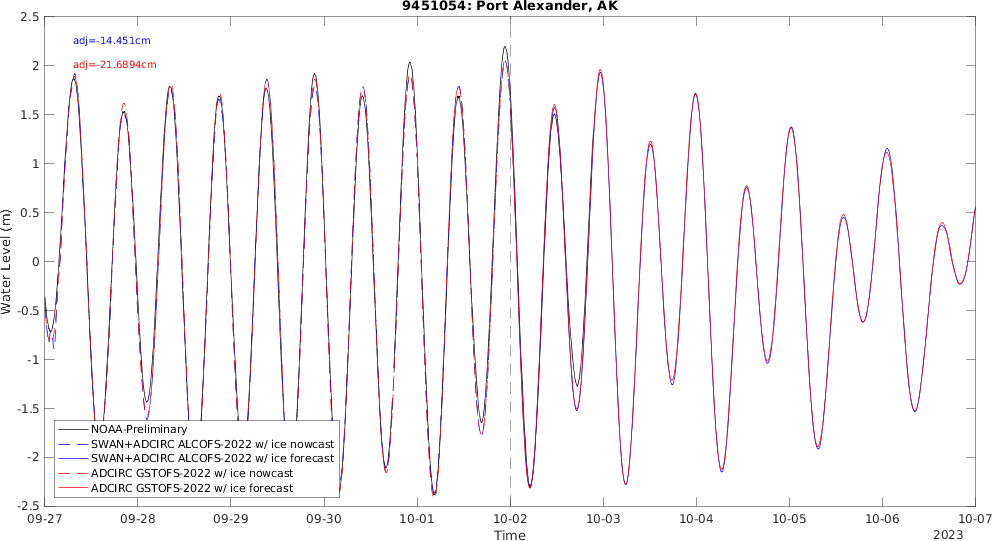 9451054: Port Alexander, AK
adj=-14.451cm
adj=-21.6894cm
Water Level (m)
2.5
2
1.5
1
0.5
0
-0.5
-1
-1.5
-2
-2.5
NOAA-Preliminary
SWAN+ADCIRC ALCOFS-2022 w/ ice nowcast
SWAN+ADCIRC ALCOFS-2022 w/ ice forecast
ADCIRC GSTOFS-2022 w/ ice nowcast
ADCIRC GSTOFS-2022 w/ ice forecast
09-27 09-28 09-29 09-30 10-01 10-02 10-03 10-04 10-05 10-06 10-07
Time
2023